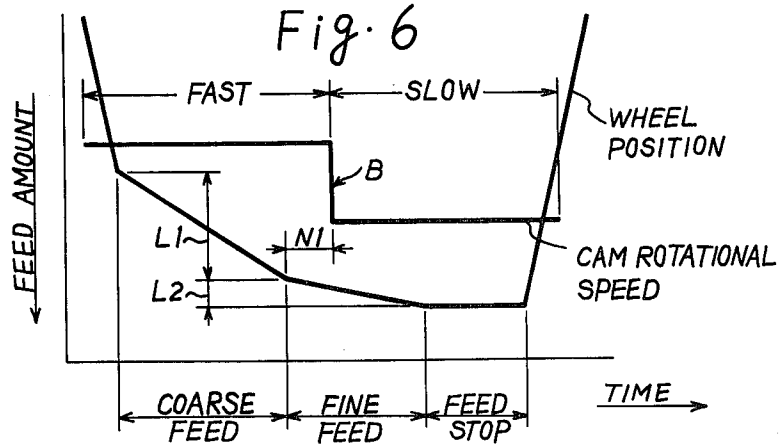 Fig. 6
FAST
SLOW
WHEEL
POSITION
FEED AMOUNT
B
L1
N1
L2
CAM ROTATIONAL
SPEED
COARSE
FEED
FINE
FEED
FEED
STOP
TIME